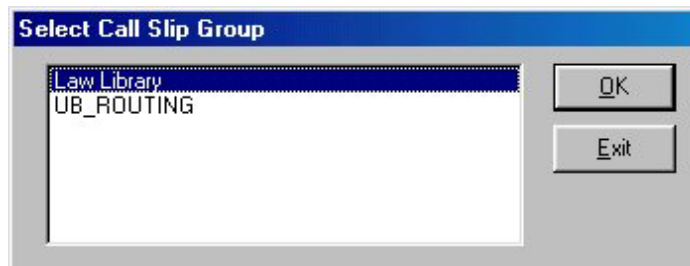 Select Call Slip Group
Law Library
UB_ROUTING
OK
Exit